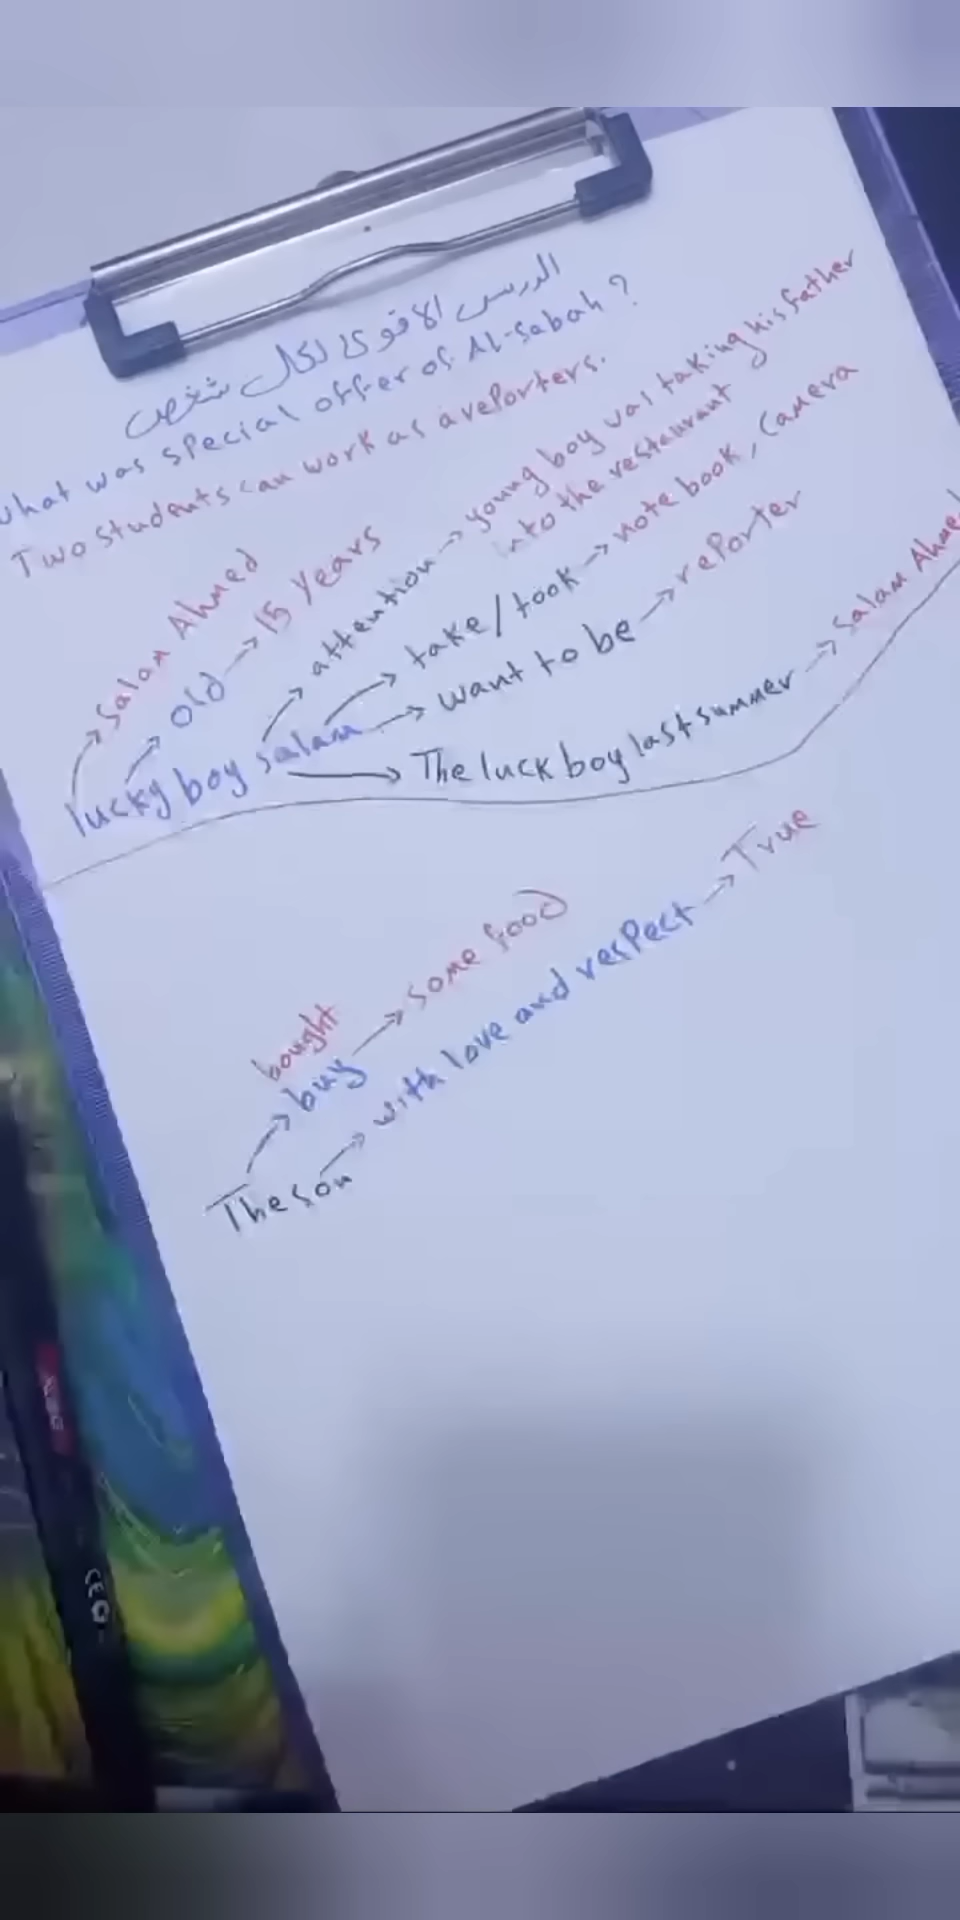 الدرس الاقوى لكل شخص
what was special offer of Al-Sabah ?
Two students can work as a reporters.
Salam Ahmed
old → 15 years
attention → young boy was taking his father
into the restaurant
take / took → note book, camera
want to be → reporter
lucky boy salam
The luck boy last summer → Salam Ahmed
bought
buy → some food
with love and respect → True
The son
CE